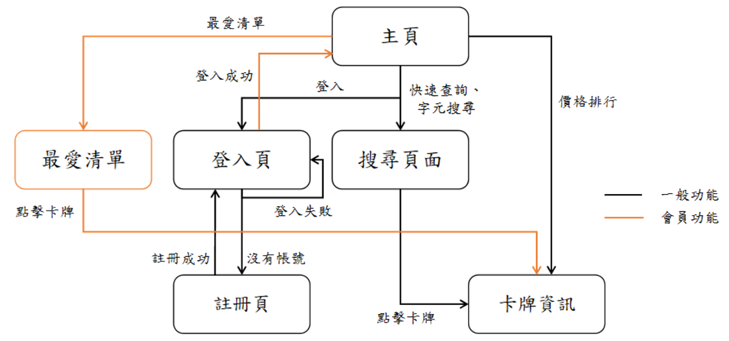 最愛清單
主頁
登入成功
登入
快速查詢、
字元搜尋
價格排行
最愛清單
登入頁
搜尋頁面
一般功能
會員功能
點擊卡牌
登入失敗
註冊成功
沒有帳號
註冊頁
點擊卡牌
卡牌資訊